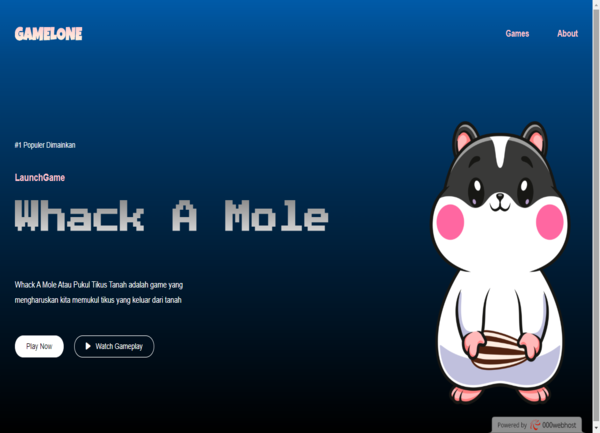 GAMELONE
Games
About
#1 Populer Dimainkan
LaunchGame
Whack A Mole
Whack A Mole Atau Pukul Tikus Tanah adalah game yang
mengharuskan kita memukul tikus yang keluar dari tanah
Play Now
Watch Gameplay
Powered by 000webhost